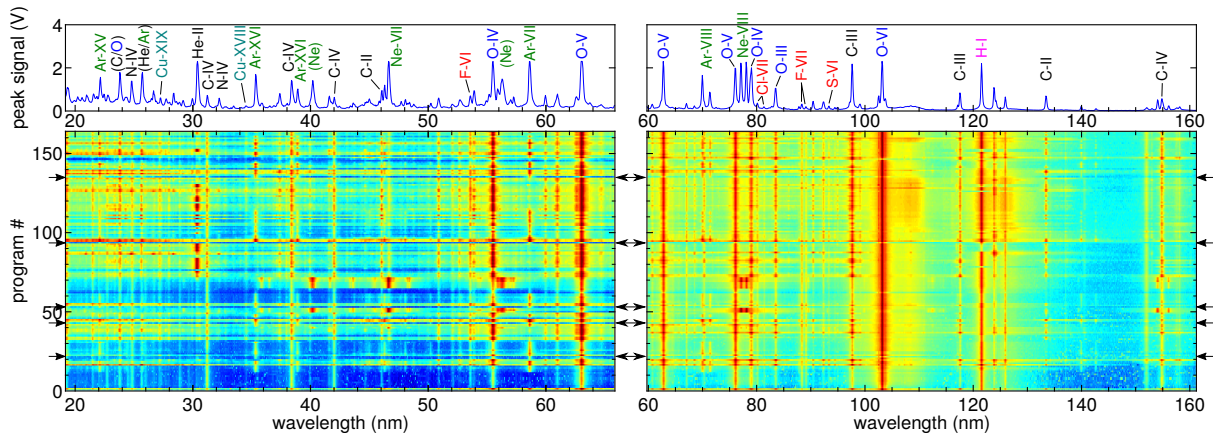 peak signal (V)
4
2
0
Ar-XV
(C/O)
N-IV
(He/Ar)
Cu-XIX
He-II
C-IV
N-IV
Cu-XVIII
Ar-XVI
C-IV
Ar-XVI
(Ne)
C-IV
C-II
Ne-VII
F-VI
O-IV
(Ne)
Ar-VII
O-V
O-V
Ar-VIII
O-V
Ne-VIII
O-IV
Cl-VII
O-III
F-VII
S-VI
C-III
O-VI
C-III
H-I
C-II
C-IV
program #
150
100
50
0
20 30 40 50 60
wavelength (nm)
60 80 100 120 140 160
wavelength (nm)